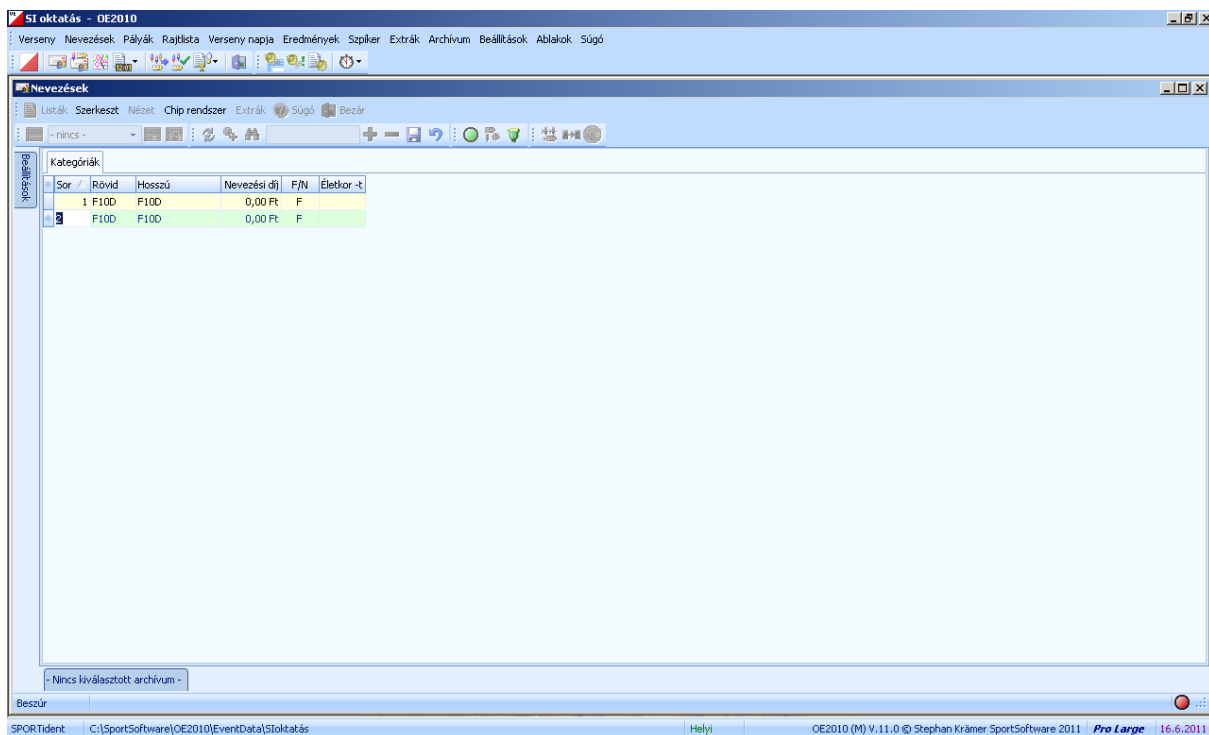 SI oktatás - OE2010
Verseny Nevezések Pályák Rajtlista Verseny napja Eredmények Szpíker Extrák Archívum Beállítások Ablakok Súgó
Nevezések
Listák Szerkeszt Nézet Chip rendszer Extrák Súgó Bezár
- nincs -
Beállítások
Kategóriák
Sor Rövid Hosszú Nevezési díj F/N Életkor -t
1 F10D F10D 0,00 Ft F
2 F10D F10D 0,00 Ft F
- Nincs kiválasztott archívum -
Beszúr
SPORTident C:\SportSoftware\OE2010\EventData\SIoktatás Helyi OE2010 (M) V.11.0 © Stephan Krämer SportSoftware 2011 Pro Large 16.6.2011